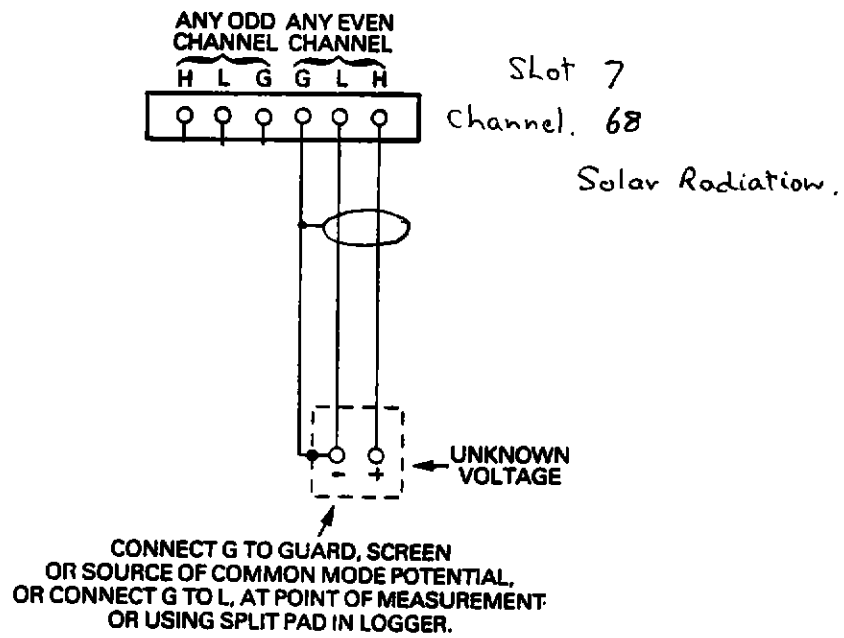 ANY ODD ANY EVEN
CHANNEL CHANNEL
H L G G L H
Slot 7
Channel. 68
Solar Radiation.
- +
UNKNOWN
VOLTAGE
CONNECT G TO GUARD, SCREEN
OR SOURCE OF COMMON MODE POTENTIAL,
OR CONNECT G TO L, AT POINT OF MEASUREMENT
OR USING SPLIT PAD IN LOGGER.